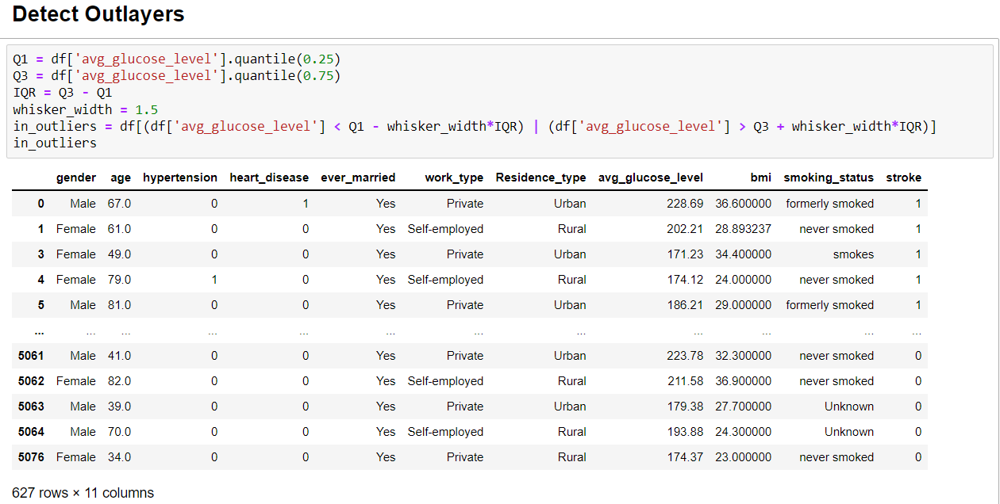 Detect Outlayers
Q1 = df['avg_glucose_level'].quantile(0.25)
Q3 = df['avg_glucose_level'].quantile(0.75)
IQR = Q3 - Q1
whisker_width = 1.5
in_outliers = df[(df['avg_glucose_level'] < Q1 - whisker_width*IQR) | (df['avg_glucose_level'] > Q3 + whisker_width*IQR)]
in_outliers
gender age hypertension heart_disease ever_married work_type Residence_type avg_glucose_level bmi smoking_status stroke
0 Male 67.0 0 1 Yes Private Urban 228.69 36.600000 formerly smoked 1
1 Female 61.0 0 0 Yes Self-employed Rural 202.21 28.893237 never smoked 1
3 Female 49.0 0 0 Yes Private Urban 171.23 34.400000 smokes 1
4 Female 79.0 1 0 Yes Self-employed Rural 174.12 24.000000 never smoked 1
5 Male 81.0 0 0 Yes Private Urban 186.21 29.000000 formerly smoked 1
... ... ... ... ... ... ... ... ... ... ... ...
5061 Male 41.0 0 0 Yes Private Urban 223.78 32.300000 never smoked 0
5062 Female 82.0 0 0 Yes Self-employed Rural 211.58 36.900000 never smoked 0
5063 Male 39.0 0 0 Yes Private Urban 179.38 27.700000 Unknown 0
5064 Male 70.0 0 0 Yes Self-employed Rural 193.88 24.300000 Unknown 0
5076 Female 34.0 0 0 Yes Private Rural 174.37 23.000000 never smoked 0
627 rows × 11 columns